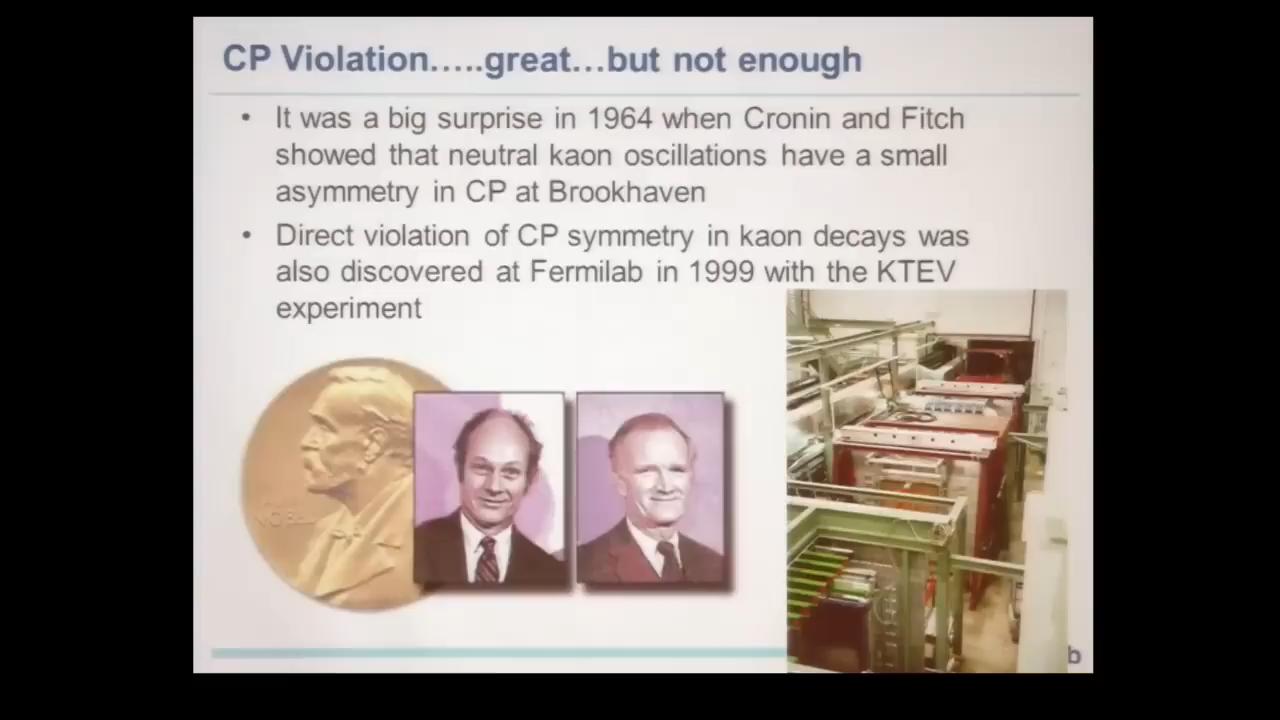 CP Violation…..great…but not enough
• It was a big surprise in 1964 when Cronin and Fitch
showed that neutral kaon oscillations have a small
asymmetry in CP at Brookhaven
• Direct violation of CP symmetry in kaon decays was
also discovered at Fermilab in 1999 with the KTEV
experiment
b